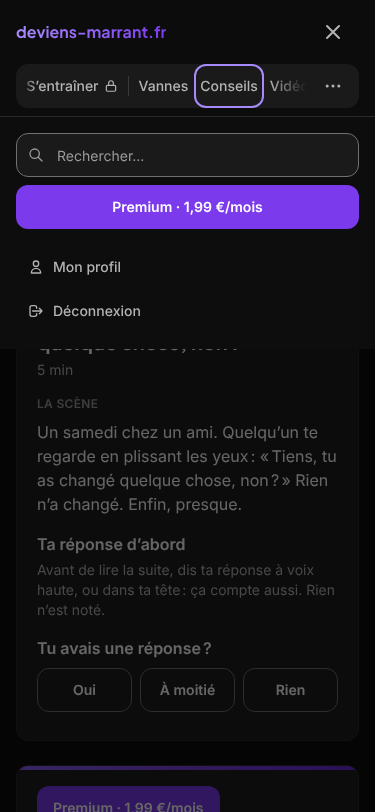 deviens-marrant.fr
S’entraîner
Vannes
Conseils
Vidéo
Rechercher…
Premium · 1,99 €/mois
Mon profil
Déconnexion
quelque chose, non ?
5 min
LA SCÈNE
Un samedi chez un ami. Quelqu’un te
regarde en plissant les yeux : « Tiens, tu
as changé quelque chose, non ? » Rien
n’a changé. Enfin, presque.
Ta réponse d’abord
Avant de lire la suite, dis ta réponse à voix
haute, ou dans ta tête : ça compte aussi. Rien
n’est noté.
Tu avais une réponse ?
Oui
À moitié
Rien
Premium · 1,99 €/mois